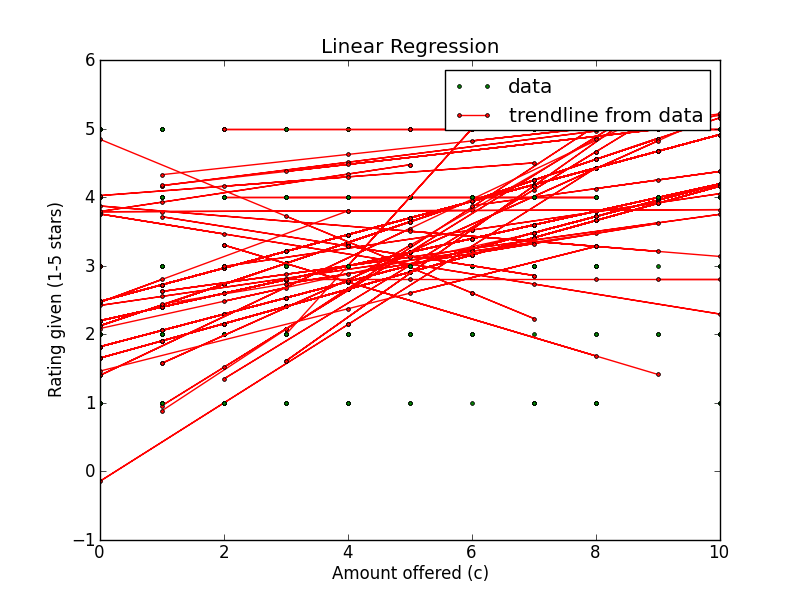 Linear Regression
data
trendline from data
6
5
4
3
2
1
0
−1
Rating given (1-5 stars)
0 2 4 6 8 10
Amount offered (c)